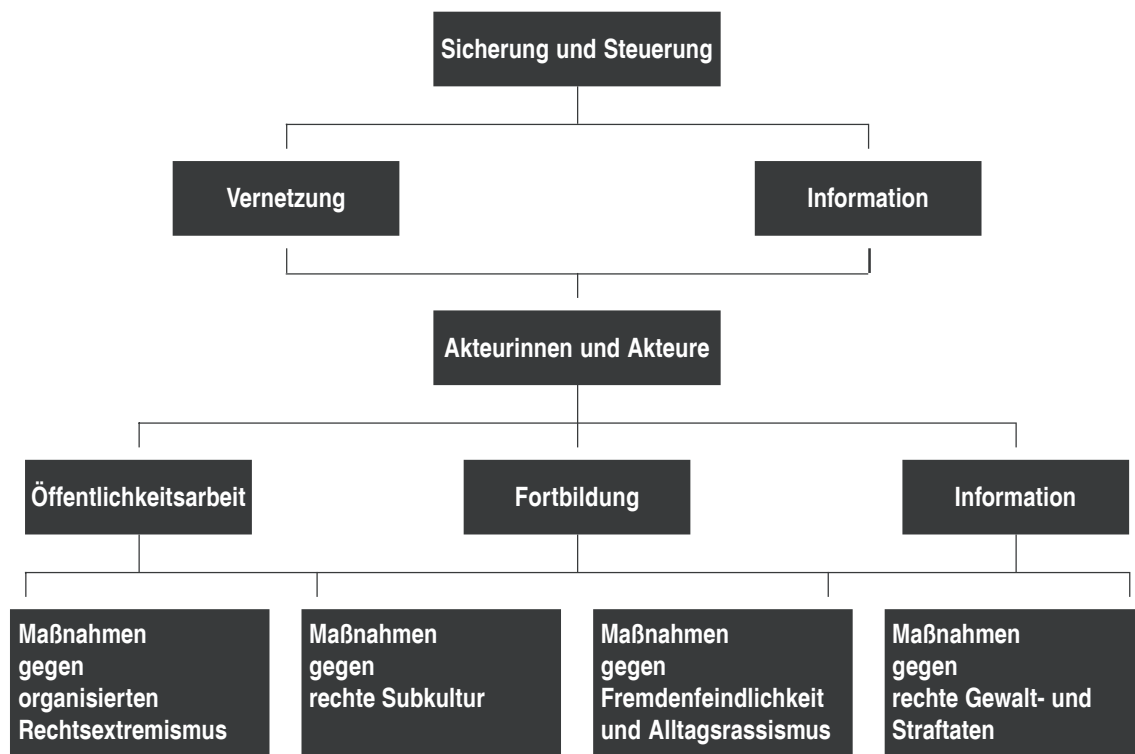 Sicherung und Steuerung
Vernetzung
Information
Akteurinnen und Akteure
Öffentlichkeitsarbeit
Fortbildung
Information
Maßnahmen
gegen
organisierten
Rechtsextremismus
Maßnahmen
gegen
rechte Subkultur
Maßnahmen
gegen
Fremdenfeindlichkeit
und Alltagsrassismus
Maßnahmen
gegen
rechte Gewalt- und
Straftaten